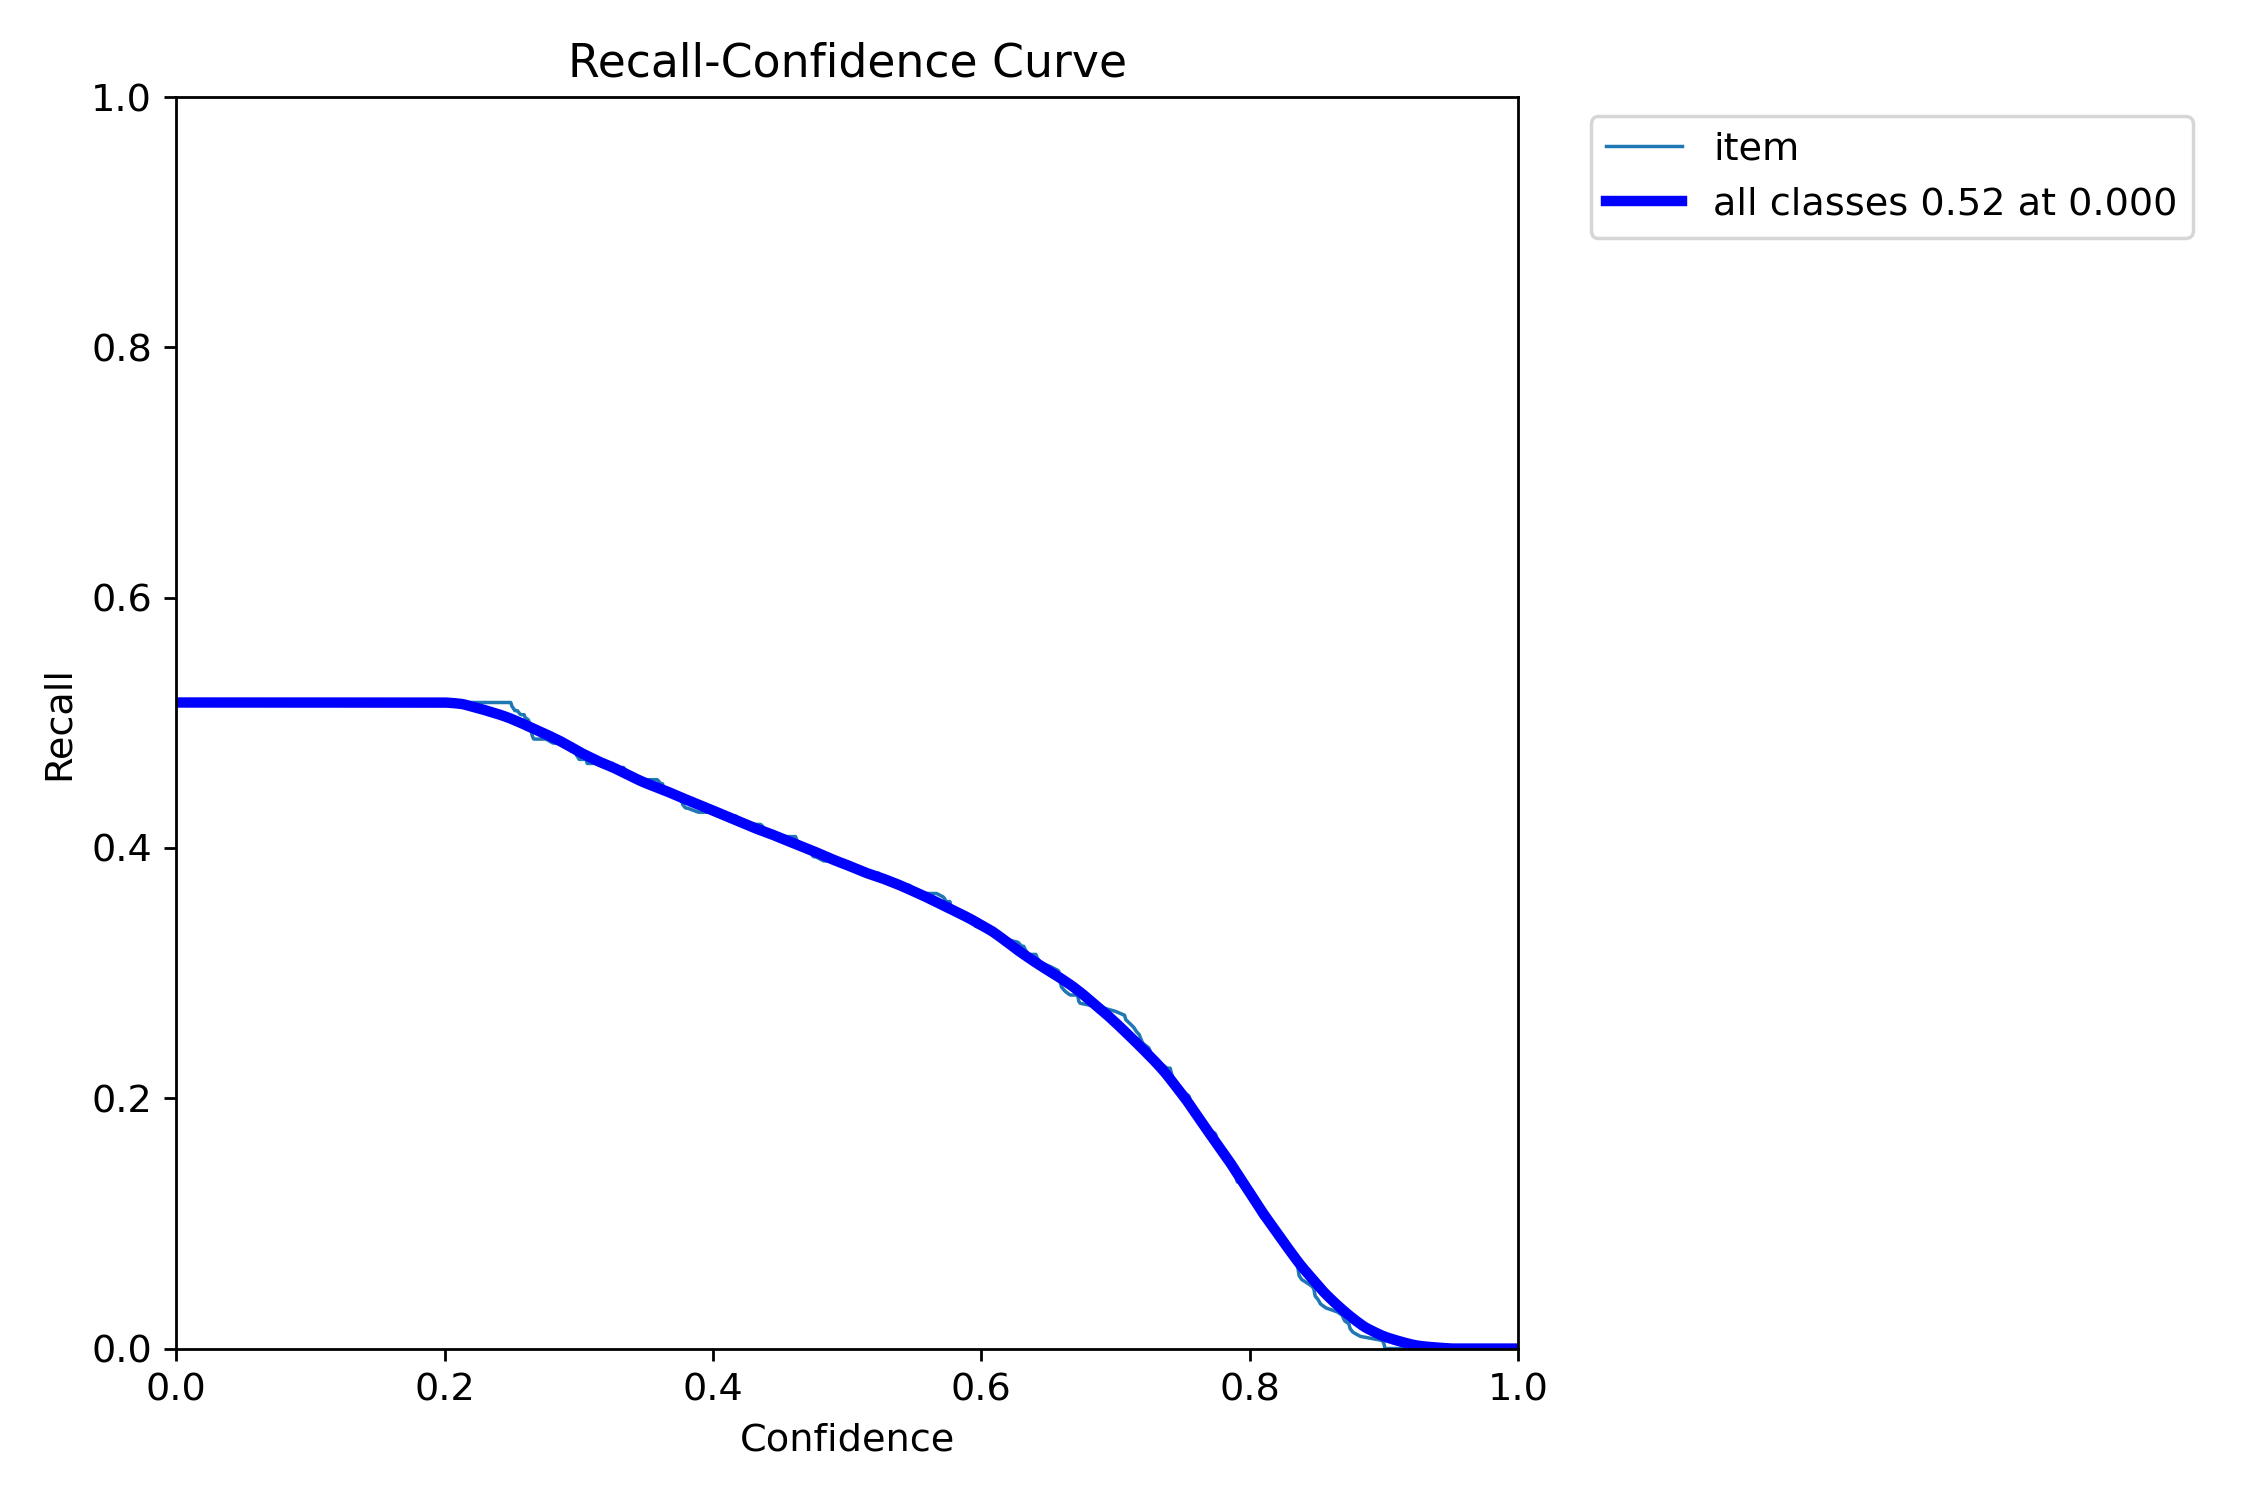 Recall-Confidence Curve
item
all classes 0.52 at 0.000
1.0
0.8
0.6
0.4
0.2
0.0
Recall
0.0 0.2 0.4 0.6 0.8 1.0
Confidence